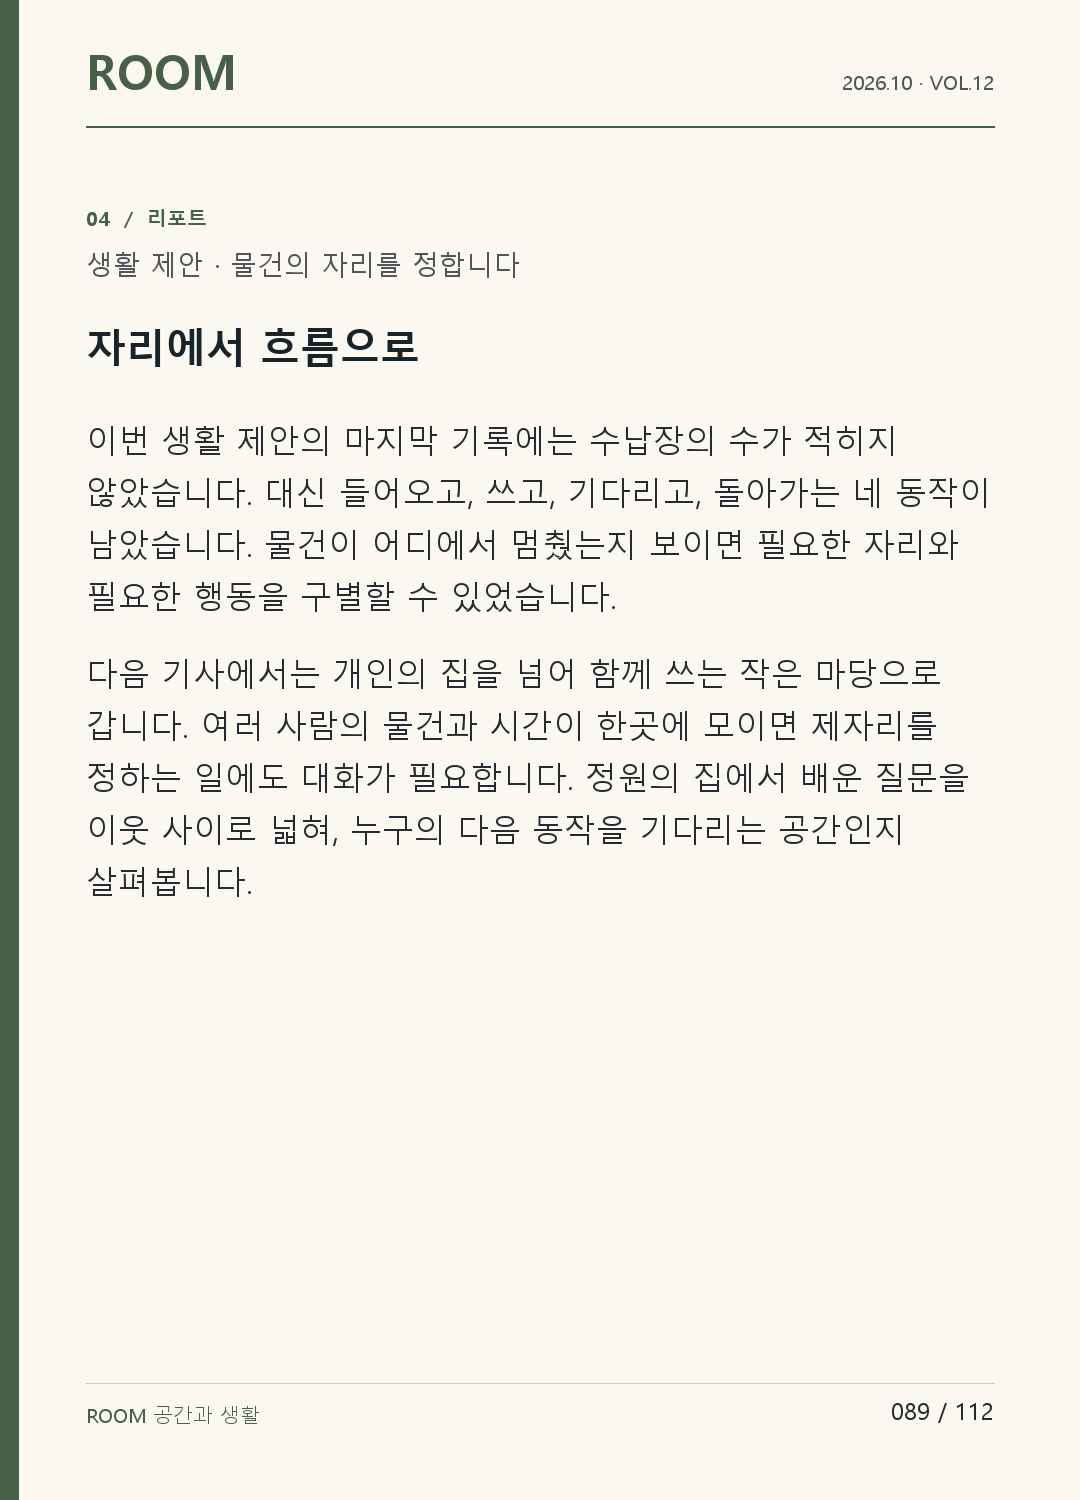 ROOM
2026.10 · VOL.12
04 / 리포트
생활 제안 · 물건의 자리를 정합니다
자리에서 흐름으로
이번 생활 제안의 마지막 기록에는 수납장의 수가 적히지
않았습니다. 대신 들어오고, 쓰고, 기다리고, 돌아가는 네 동작이
남았습니다. 물건이 어디에서 멈췄는지 보이면 필요한 자리와
필요한 행동을 구별할 수 있었습니다.
다음 기사에서는 개인의 집을 넘어 함께 쓰는 작은 마당으로
갑니다. 여러 사람의 물건과 시간이 한곳에 모이면 제자리를
정하는 일에도 대화가 필요합니다. 정원의 집에서 배운 질문을
이웃 사이로 넓혀, 누구의 다음 동작을 기다리는 공간인지
살펴봅니다.
ROOM 공간과 생활
089 / 112